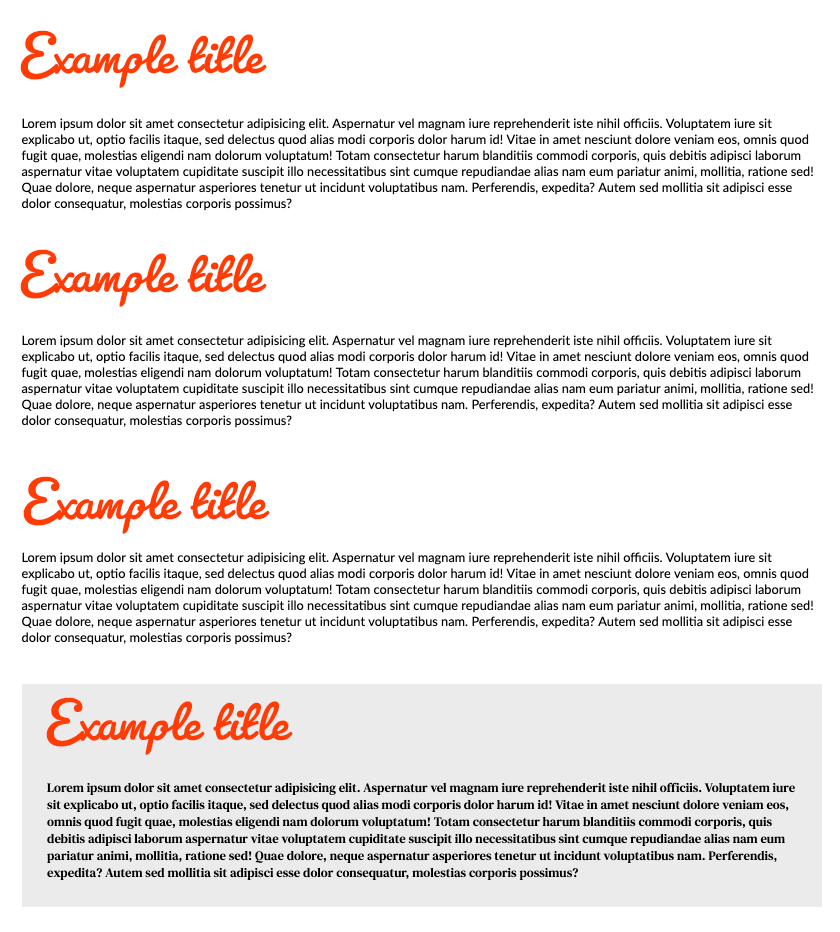 Example title
Lorem ipsum dolor sit amet consectetur adipisicing elit. Aspernatur vel magnam iure reprehenderit iste nihil officiis. Voluptatem iure sit
explicabo ut, optio facilis itaque, sed delectus quod alias modi corporis dolor harum id! Vitae in amet nesciunt dolore veniam eos, omnis quod
fugit quae, molestias eligendi nam dolorum voluptatum! Totam consectetur harum blanditiis commodi corporis, quis debitis adipisci laborum
aspernatur vitae voluptatem cupiditate suscipit illo necessitatibus sint cumque repudiandae alias nam eum pariatur animi, mollitia, ratione sed!
Quae dolore, neque aspernatur asperiores tenetur ut incidunt voluptatibus nam. Perferendis, expedita? Autem sed mollitia sit adipisci esse
dolor consequatur, molestias corporis possimus?
Example title
Lorem ipsum dolor sit amet consectetur adipisicing elit. Aspernatur vel magnam iure reprehenderit iste nihil officiis. Voluptatem iure sit
explicabo ut, optio facilis itaque, sed delectus quod alias modi corporis dolor harum id! Vitae in amet nesciunt dolore veniam eos, omnis quod
fugit quae, molestias eligendi nam dolorum voluptatum! Totam consectetur harum blanditiis commodi corporis, quis debitis adipisci laborum
aspernatur vitae voluptatem cupiditate suscipit illo necessitatibus sint cumque repudiandae alias nam eum pariatur animi, mollitia, ratione sed!
Quae dolore, neque aspernatur asperiores tenetur ut incidunt voluptatibus nam. Perferendis, expedita? Autem sed mollitia sit adipisci esse
dolor consequatur, molestias corporis possimus?
Example title
Lorem ipsum dolor sit amet consectetur adipisicing elit. Aspernatur vel magnam iure reprehenderit iste nihil officiis. Voluptatem iure sit
explicabo ut, optio facilis itaque, sed delectus quod alias modi corporis dolor harum id! Vitae in amet nesciunt dolore veniam eos, omnis quod
fugit quae, molestias eligendi nam dolorum voluptatum! Totam consectetur harum blanditiis commodi corporis, quis debitis adipisci laborum
aspernatur vitae voluptatem cupiditate suscipit illo necessitatibus sint cumque repudiandae alias nam eum pariatur animi, mollitia, ratione sed!
Quae dolore, neque aspernatur asperiores tenetur ut incidunt voluptatibus nam. Perferendis, expedita? Autem sed mollitia sit adipisci esse
dolor consequatur, molestias corporis possimus?
Example title
Lorem ipsum dolor sit amet consectetur adipisicing elit. Aspernatur vel magnam iure reprehenderit iste nihil officiis. Voluptatem iure
sit explicabo ut, optio facilis itaque, sed delectus quod alias modi corporis dolor harum id! Vitae in amet nesciunt dolore veniam eos,
omnis quod fugit quae, molestias eligendi nam dolorum voluptatum! Totam consectetur harum blanditiis commodi corporis, quis
debitis adipisci laborum aspernatur vitae voluptatem cupiditate suscipit illo necessitatibus sint cumque repudiandae alias nam eum
pariatur animi, mollitia, ratione sed! Quae dolore, neque aspernatur asperiores tenetur ut incidunt voluptatibus nam. Perferendis,
expedita? Autem sed mollitia sit adipisci esse dolor consequatur, molestias corporis possimus?